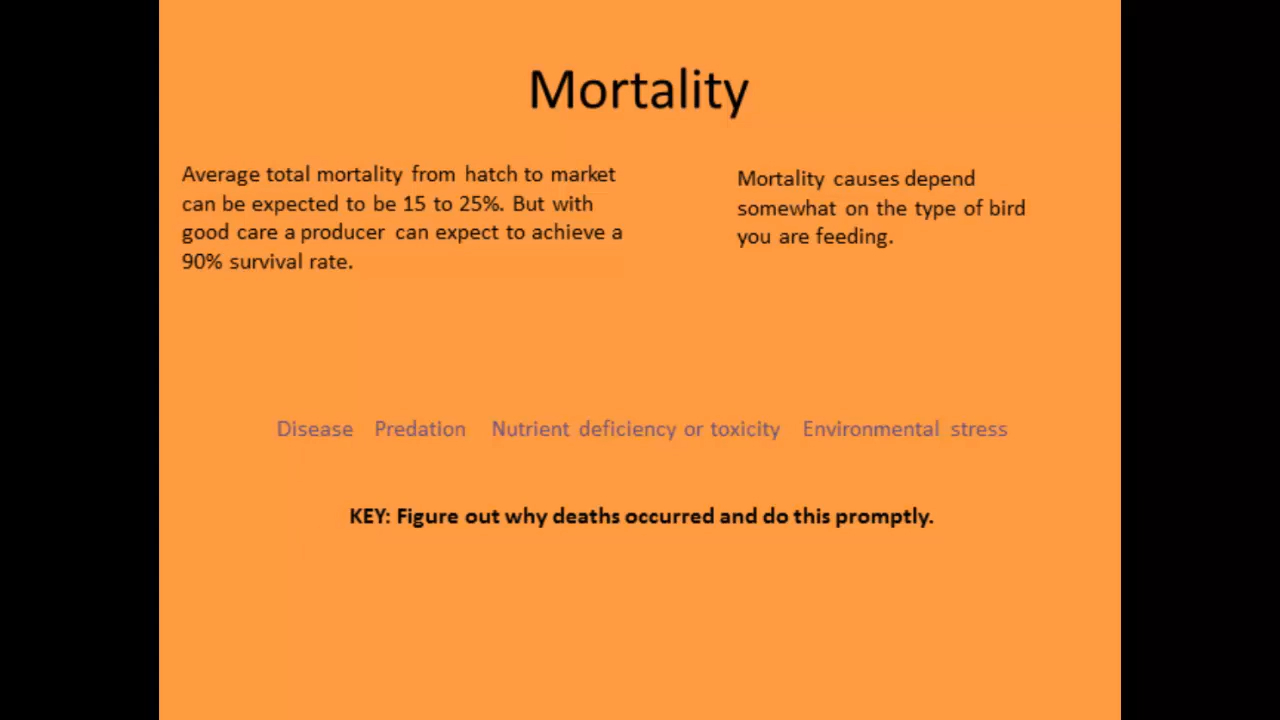 Mortality
Average total mortality from hatch to market
can be expected to be 15 to 25%. But with
good care a producer can expect to achieve a
90% survival rate.
Mortality causes depend
somewhat on the type of bird
you are feeding.
Disease Predation Nutrient deficiency or toxicity Environmental stress
KEY: Figure out why deaths occurred and do this promptly.